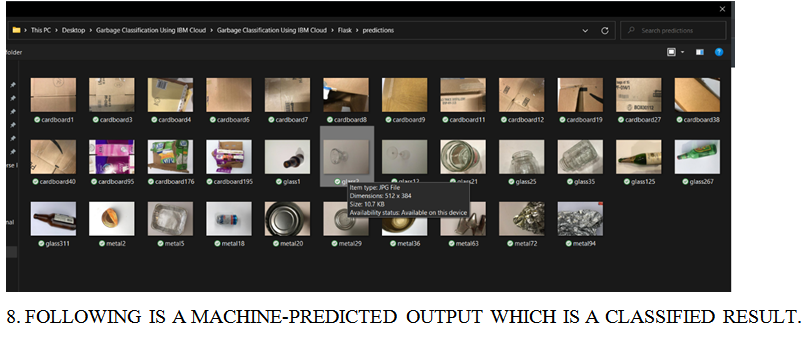 This PC > Desktop > Garbage Classification Using IBM Cloud > Garbage Classification Using IBM Cloud > Flask > predictions
Search predictions
folder
cardboard1 cardboard3 cardboard4 cardboard6 cardboard7 cardboard8 cardboard9 cardboard11 cardboard12 cardboard19 cardboard27 cardboard38
cardboard40 cardboard95 cardboard176 cardboard195 glass1 glass2 glass13 glass21 glass25 glass35 glass125 glass267
Item type: JPG File
Dimensions: 512 x 384
Size: 10.7 KB
Availability status: Available on this device
glass311 metal2 metal5 metal18 metal20 metal29 metal36 metal63 metal72 metal94
8. FOLLOWING IS A MACHINE-PREDICTED OUTPUT WHICH IS A CLASSIFIED RESULT.